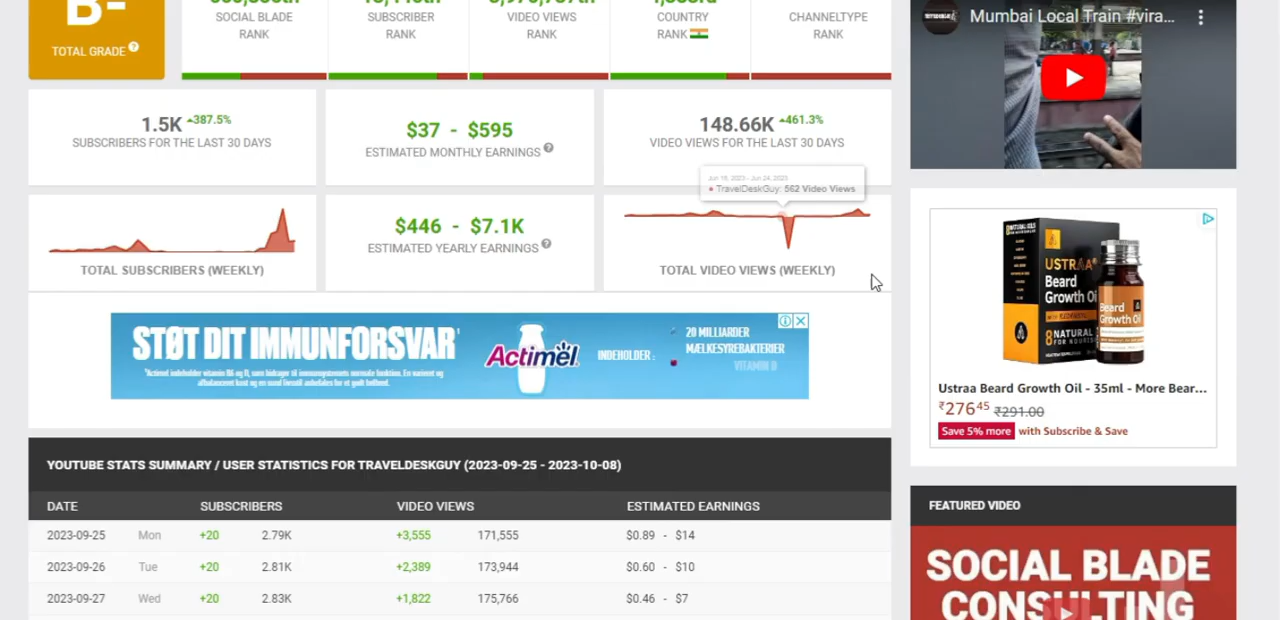 B-
TOTAL GRADE
SOCIAL BLADE
RANK
SUBSCRIBER
RANK
VIDEO VIEWS
RANK
COUNTRY
RANK
CHANNELTYPE
RANK
Mumbai Local Train #vira...
1.5K 387.5%
SUBSCRIBERS FOR THE LAST 30 DAYS
$37 - $595
ESTIMATED MONTHLY EARNINGS
148.66K 461.3%
VIDEO VIEWS FOR THE LAST 30 DAYS
TravelDeskGuy: 562 Video Views
TOTAL SUBSCRIBERS (WEEKLY)
$446 - $7.1K
ESTIMATED YEARLY EARNINGS
TOTAL VIDEO VIEWS (WEEKLY)
STØT DIT IMMUNFORSVAR
Actimel
INDEHOLDER :
20 MILLIARDER
MÆLKESYREBAKTERIER
VITAMIN D
USTRAA
Beard
Growth Oil
8 NATURAL
Beard
Growth Oil
Ustraa Beard Growth Oil - 35ml - More Bear...
₹276 45 ₹291.00
Save 5% more with Subscribe & Save
YOUTUBE STATS SUMMARY / USER STATISTICS FOR TRAVELDESKGUY (2023-09-25 - 2023-10-08)
DATE SUBSCRIBERS VIDEO VIEWS ESTIMATED EARNINGS
2023-09-25 Mon +20 2.79K +3,555 171,555 $0.89 - $14
2023-09-26 Tue +20 2.81K +2,389 173,944 $0.60 - $10
2023-09-27 Wed +20 2.83K +1,822 175,766 $0.46 - $7
FEATURED VIDEO
SOCIAL BLADE
CONSULTING